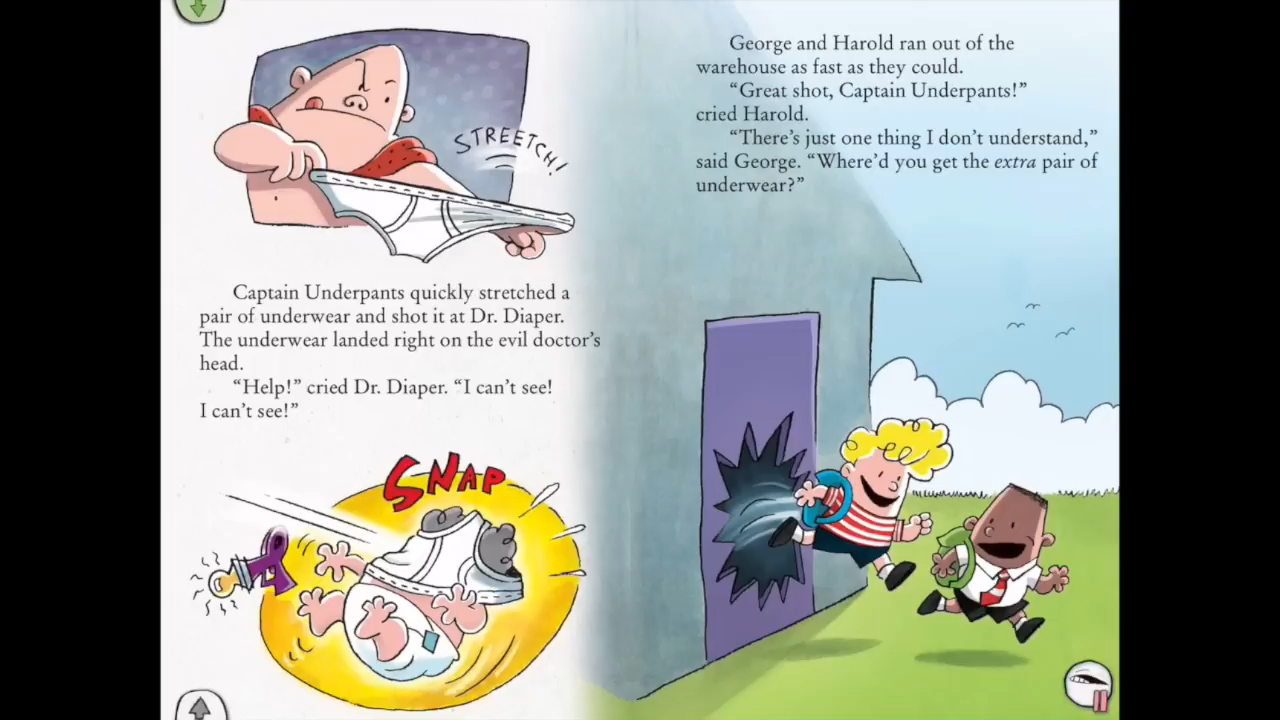 STREETCH!
Captain Underpants quickly stretched a
pair of underwear and shot it at Dr. Diaper.
The underwear landed right on the evil doctor's
head.
“Help!” cried Dr. Diaper. “I can't see!
I can't see!”
SNAP
George and Harold ran out of the
warehouse as fast as they could.
“Great shot, Captain Underpants!”
cried Harold.
“There's just one thing I don't understand,”
said George. “Where'd you get the extra pair of
underwear?”